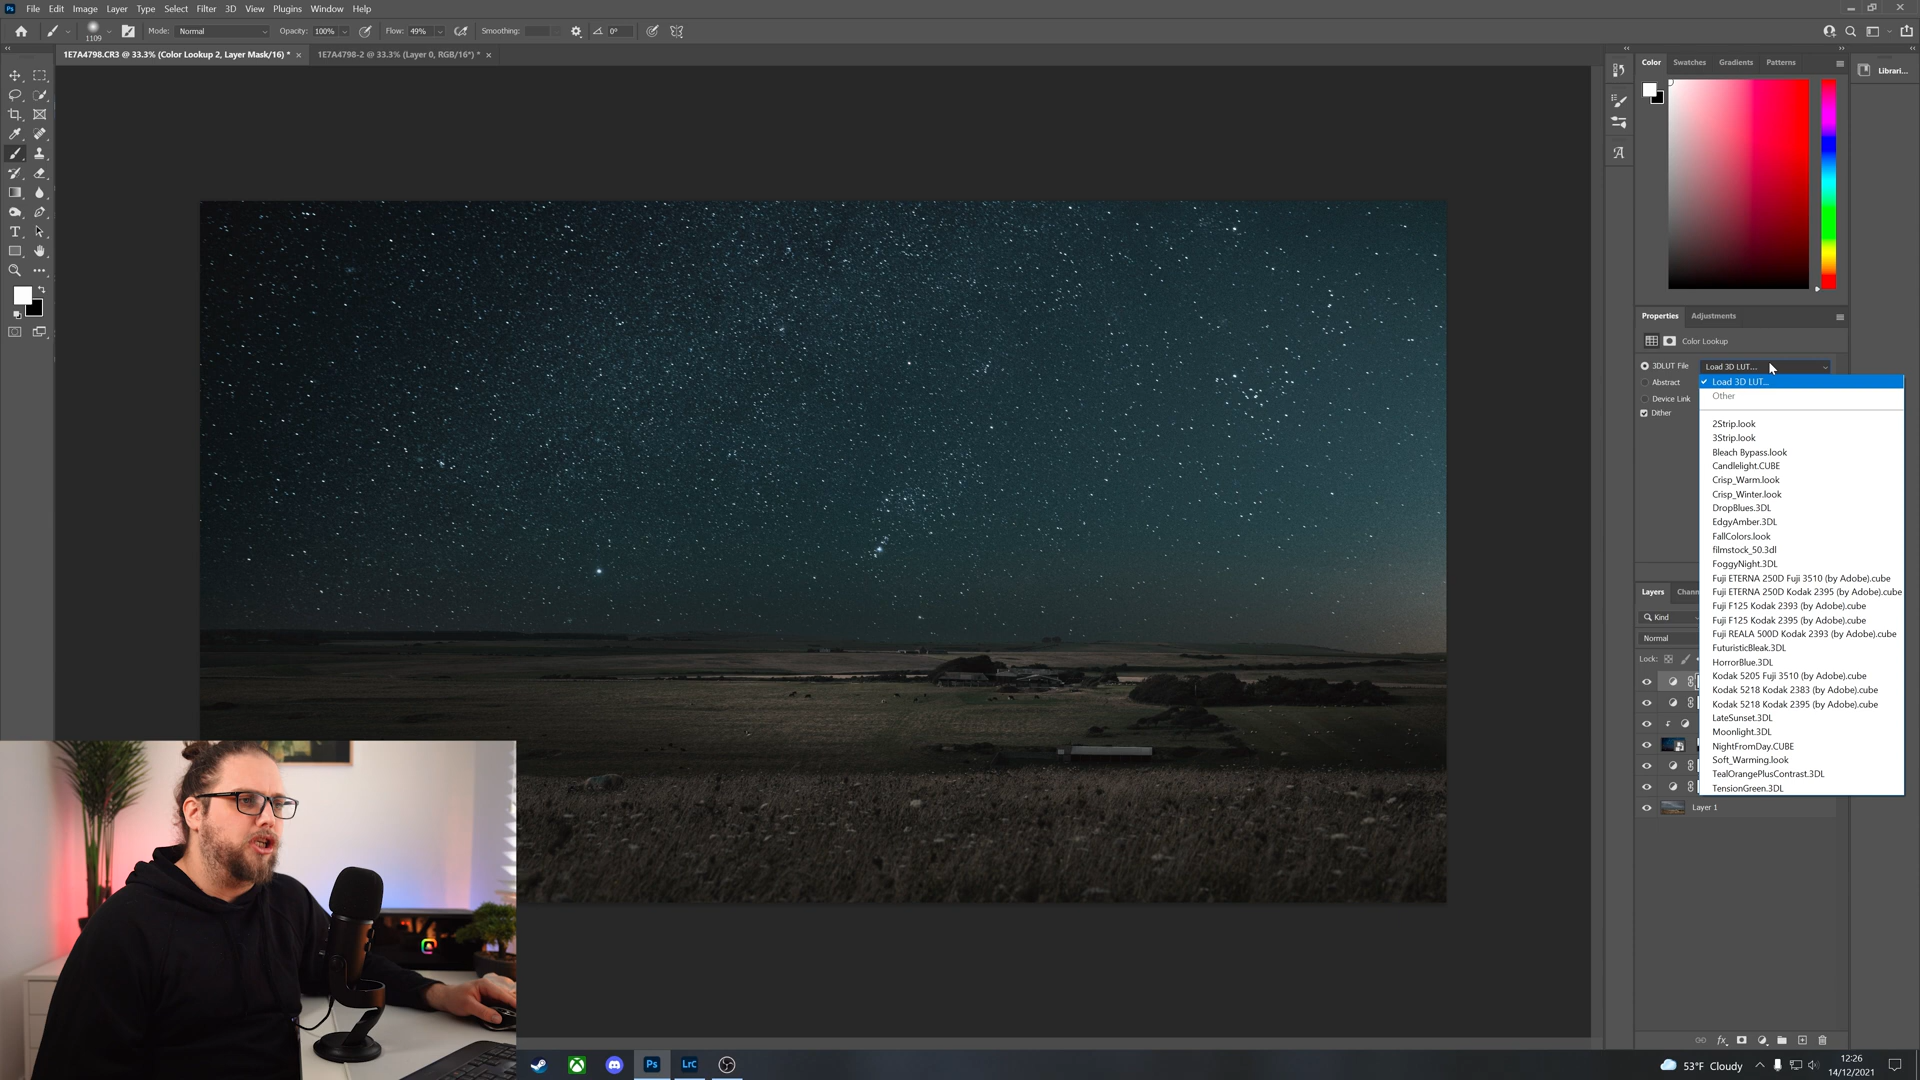 Ps File Edit Image Layer Type Select Filter 3D View Plugins Window Help
1109 Mode: Normal Opacity: 100% Flow: 49% Smoothing: 0°
1E7A4798.CR3 @ 33.3% (Color Lookup 2, Layer Mask/16) * × 1E7A4798-2 @ 33.3% (Layer 0, RGB/16*) * ×
Color Swatches Gradients Patterns
Librari...
Properties Adjustments
Color Lookup
3DLUT File Load 3D LUT...
Abstract
Device Link
Dither
Load 3D LUT...
Other
2Strip.look
3Strip.look
Bleach Bypass.look
Candlelight.CUBE
Crisp_Warm.look
Crisp_Winter.look
DropBlues.3DL
EdgyAmber.3DL
FallColors.look
filmstock_50.3dl
FoggyNight.3DL
Fuji ETERNA 250D Fuji 3510 (by Adobe).cube
Fuji ETERNA 250D Kodak 2395 (by Adobe).cube
Fuji F125 Kodak 2393 (by Adobe).cube
Fuji F125 Kodak 2395 (by Adobe).cube
Fuji REALA 500D Kodak 2393 (by Adobe).cube
FuturisticBleak.3DL
HorrorBlue.3DL
Kodak 5205 Fuji 3510 (by Adobe).cube
Kodak 5218 Kodak 2383 (by Adobe).cube
Kodak 5218 Kodak 2395 (by Adobe).cube
LateSunset.3DL
Moonlight.3DL
NightFromDay.CUBE
Soft_Warming.look
TealOrangePlusContrast.3DL
TensionGreen.3DL
Layers Chann
Kind
Normal
Lock:
Layer 1
fx
Ps LrC
53°F Cloudy
12:26
14/12/2021